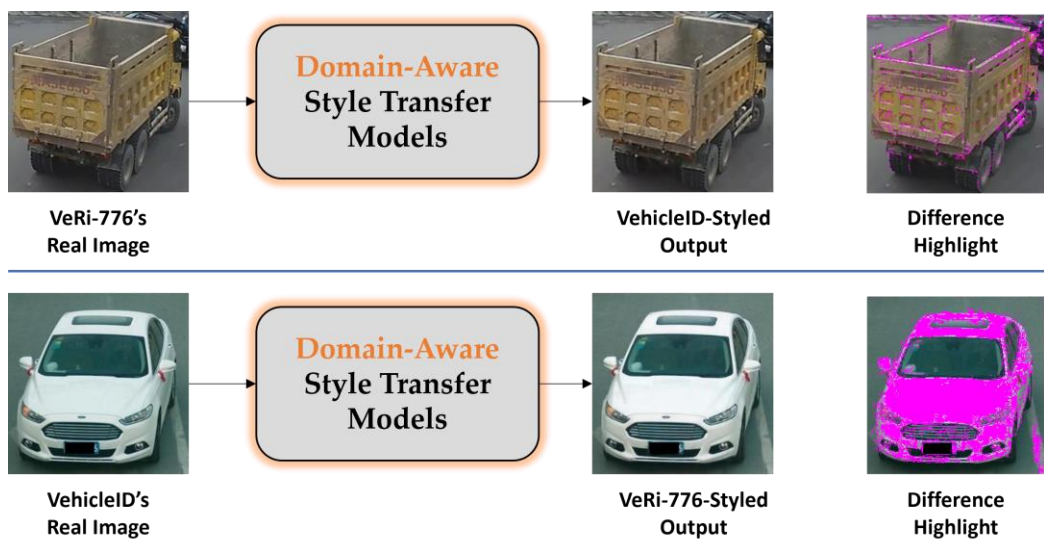 Domain-Aware
Style Transfer
Models
VeRi-776's
Real Image
VehicleID-Styled
Output
Difference
Highlight
Domain-Aware
Style Transfer
Models
VehicleID's
Real Image
VeRi-776-Styled
Output
Difference
Highlight